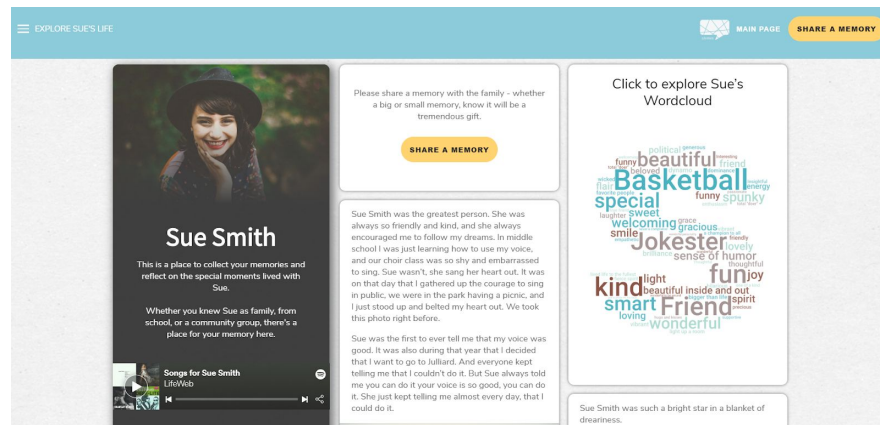 EXPLORE SUE'S LIFE
MAIN PAGE
SHARE A MEMORY
Sue Smith
This is a place to collect your memories and
reflect on the special moments lived with
Sue.
Whether you knew Sue as family, from
school, or a community group, there's a
place for your memory here.
Songs for Sue Smith
LifeWeb
Please share a memory with the family - whether
a big or small memory, know it will be a
tremendous gift.
SHARE A MEMORY
Sue Smith was the greatest person. She was
always so friendly and kind, and she always
encouraged me to follow my dreams. In middle
school I was just learning how to use my voice,
and our choir class was so shy and embarrassed
to sing. Sue wasn't, she sang her heart out. It was
on that day that I gathered up the courage to sing
in public, we were in the park having a picnic, and
I just stood up and belted my heart out. We took
this photo right before.
Sue was the first to ever tell me that my voice was
good. It was also during that year that I decided
that I want to go to Julliard. And everyone kept
telling me that I couldn't do it. But Sue always told
me you can do it your voice is so good, you can do
it. She just kept telling me almost every day, that I
could do it.
Click to explore Sue's
Wordcloud
political generous
funny beautiful friend
beloved
flair Basketball energy
favorite people
special funny spunky
laughter sweet
welcoming grace gracious
smile Jokester friendly lovely
brilliance sense of humor
thoughtful
light fun joy
kind beautiful inside and out
bigger than life
smart Friend spirit
precious
loving
wonderful
Sue Smith was such a bright star in a blanket of
dreariness.